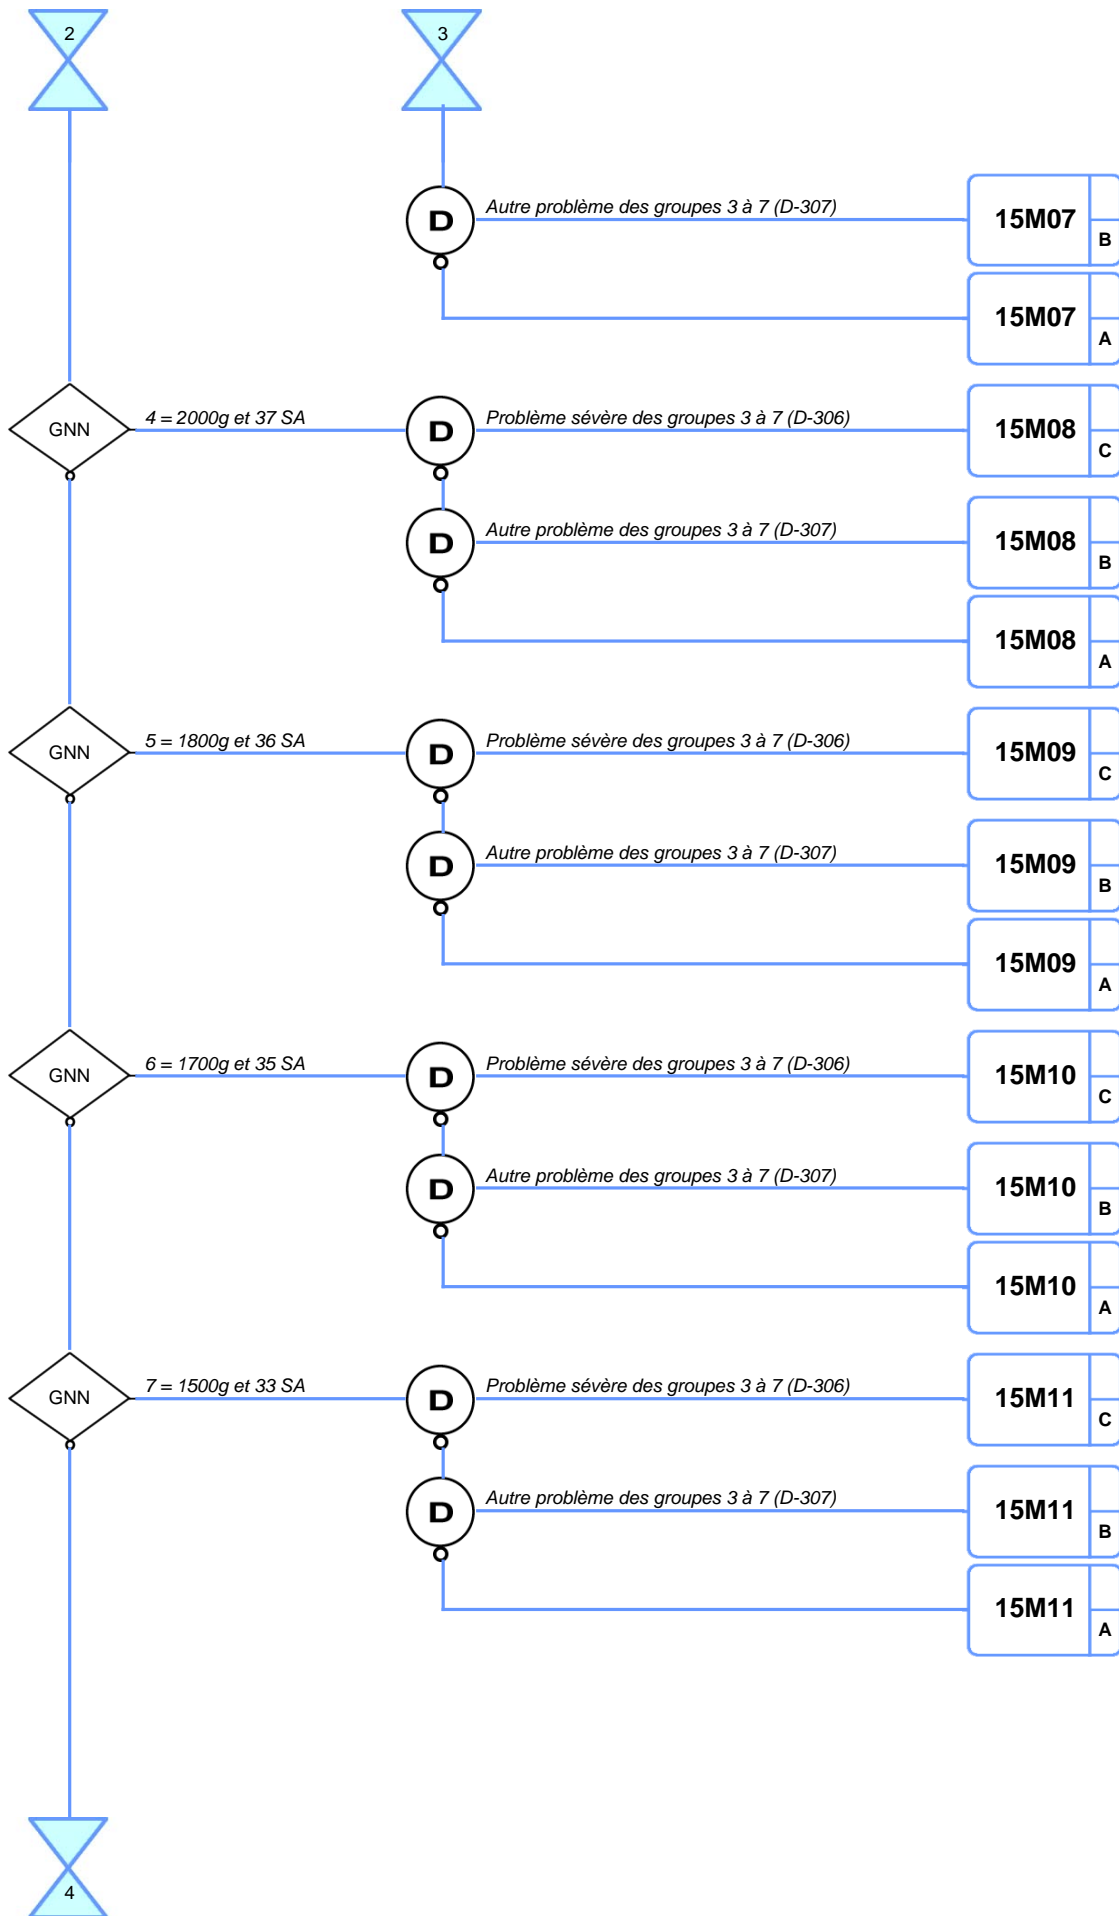 2
3
D
Autre problème des groupes 3 à 7 (D-307)
15M07
B
15M07
A
GNN
4 = 2000g et 37 SA
D
Problème sévère des groupes 3 à 7 (D-306)
15M08
C
D
Autre problème des groupes 3 à 7 (D-307)
15M08
B
15M08
A
GNN
5 = 1800g et 36 SA
D
Problème sévère des groupes 3 à 7 (D-306)
15M09
C
D
Autre problème des groupes 3 à 7 (D-307)
15M09
B
15M09
A
GNN
6 = 1700g et 35 SA
D
Problème sévère des groupes 3 à 7 (D-306)
15M10
C
D
Autre problème des groupes 3 à 7 (D-307)
15M10
B
15M10
A
GNN
7 = 1500g et 33 SA
D
Problème sévère des groupes 3 à 7 (D-306)
15M11
C
D
Autre problème des groupes 3 à 7 (D-307)
15M11
B
15M11
A
4